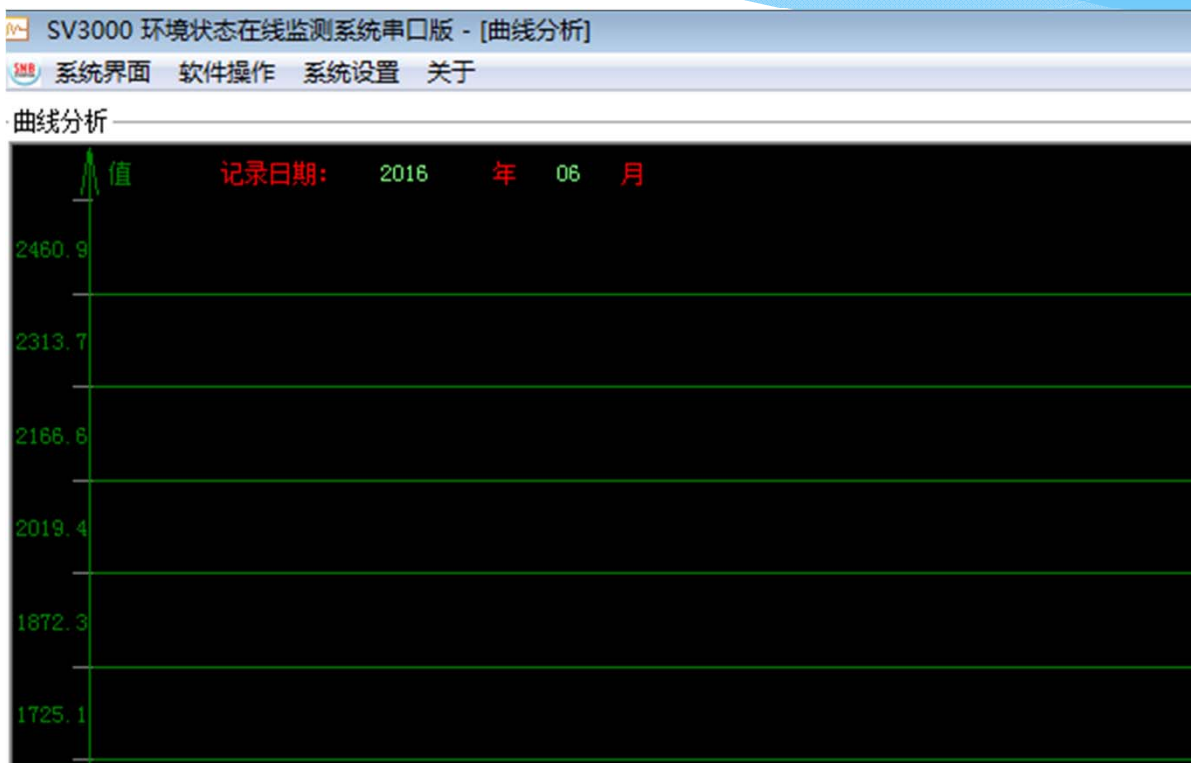 SV3000 环境状态在线监测系统串口版 - [曲线分析]
SMB 系统界面 软件操作 系统设置 关于
曲线分析
值 记录日期: 2016 年 06 月
2460.9
2313.7
2166.6
2019.4
1872.3
1725.1